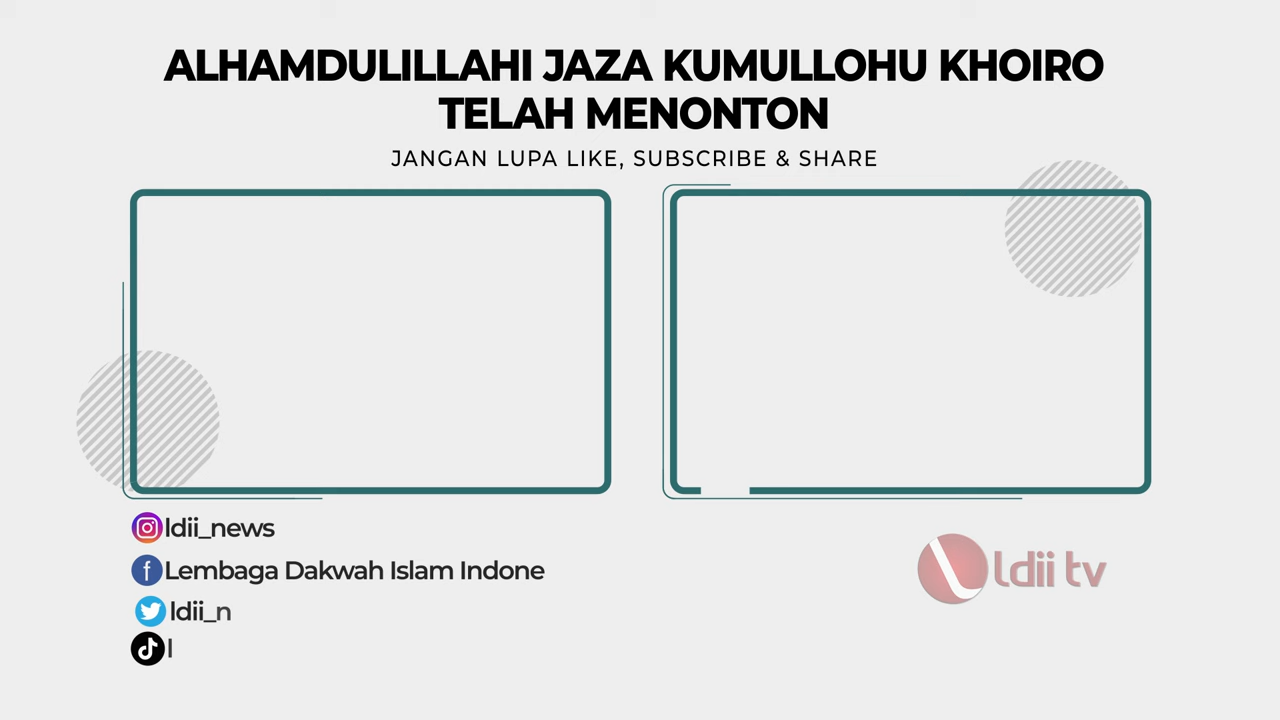 ALHAMDULILLAHI JAZA KUMULLOHU KHOIRO
TELAH MENONTON
JANGAN LUPA LIKE, SUBSCRIBE & SHARE
ldii_news
Lembaga Dakwah Islam Indone
ldii_n
l
ldii tv